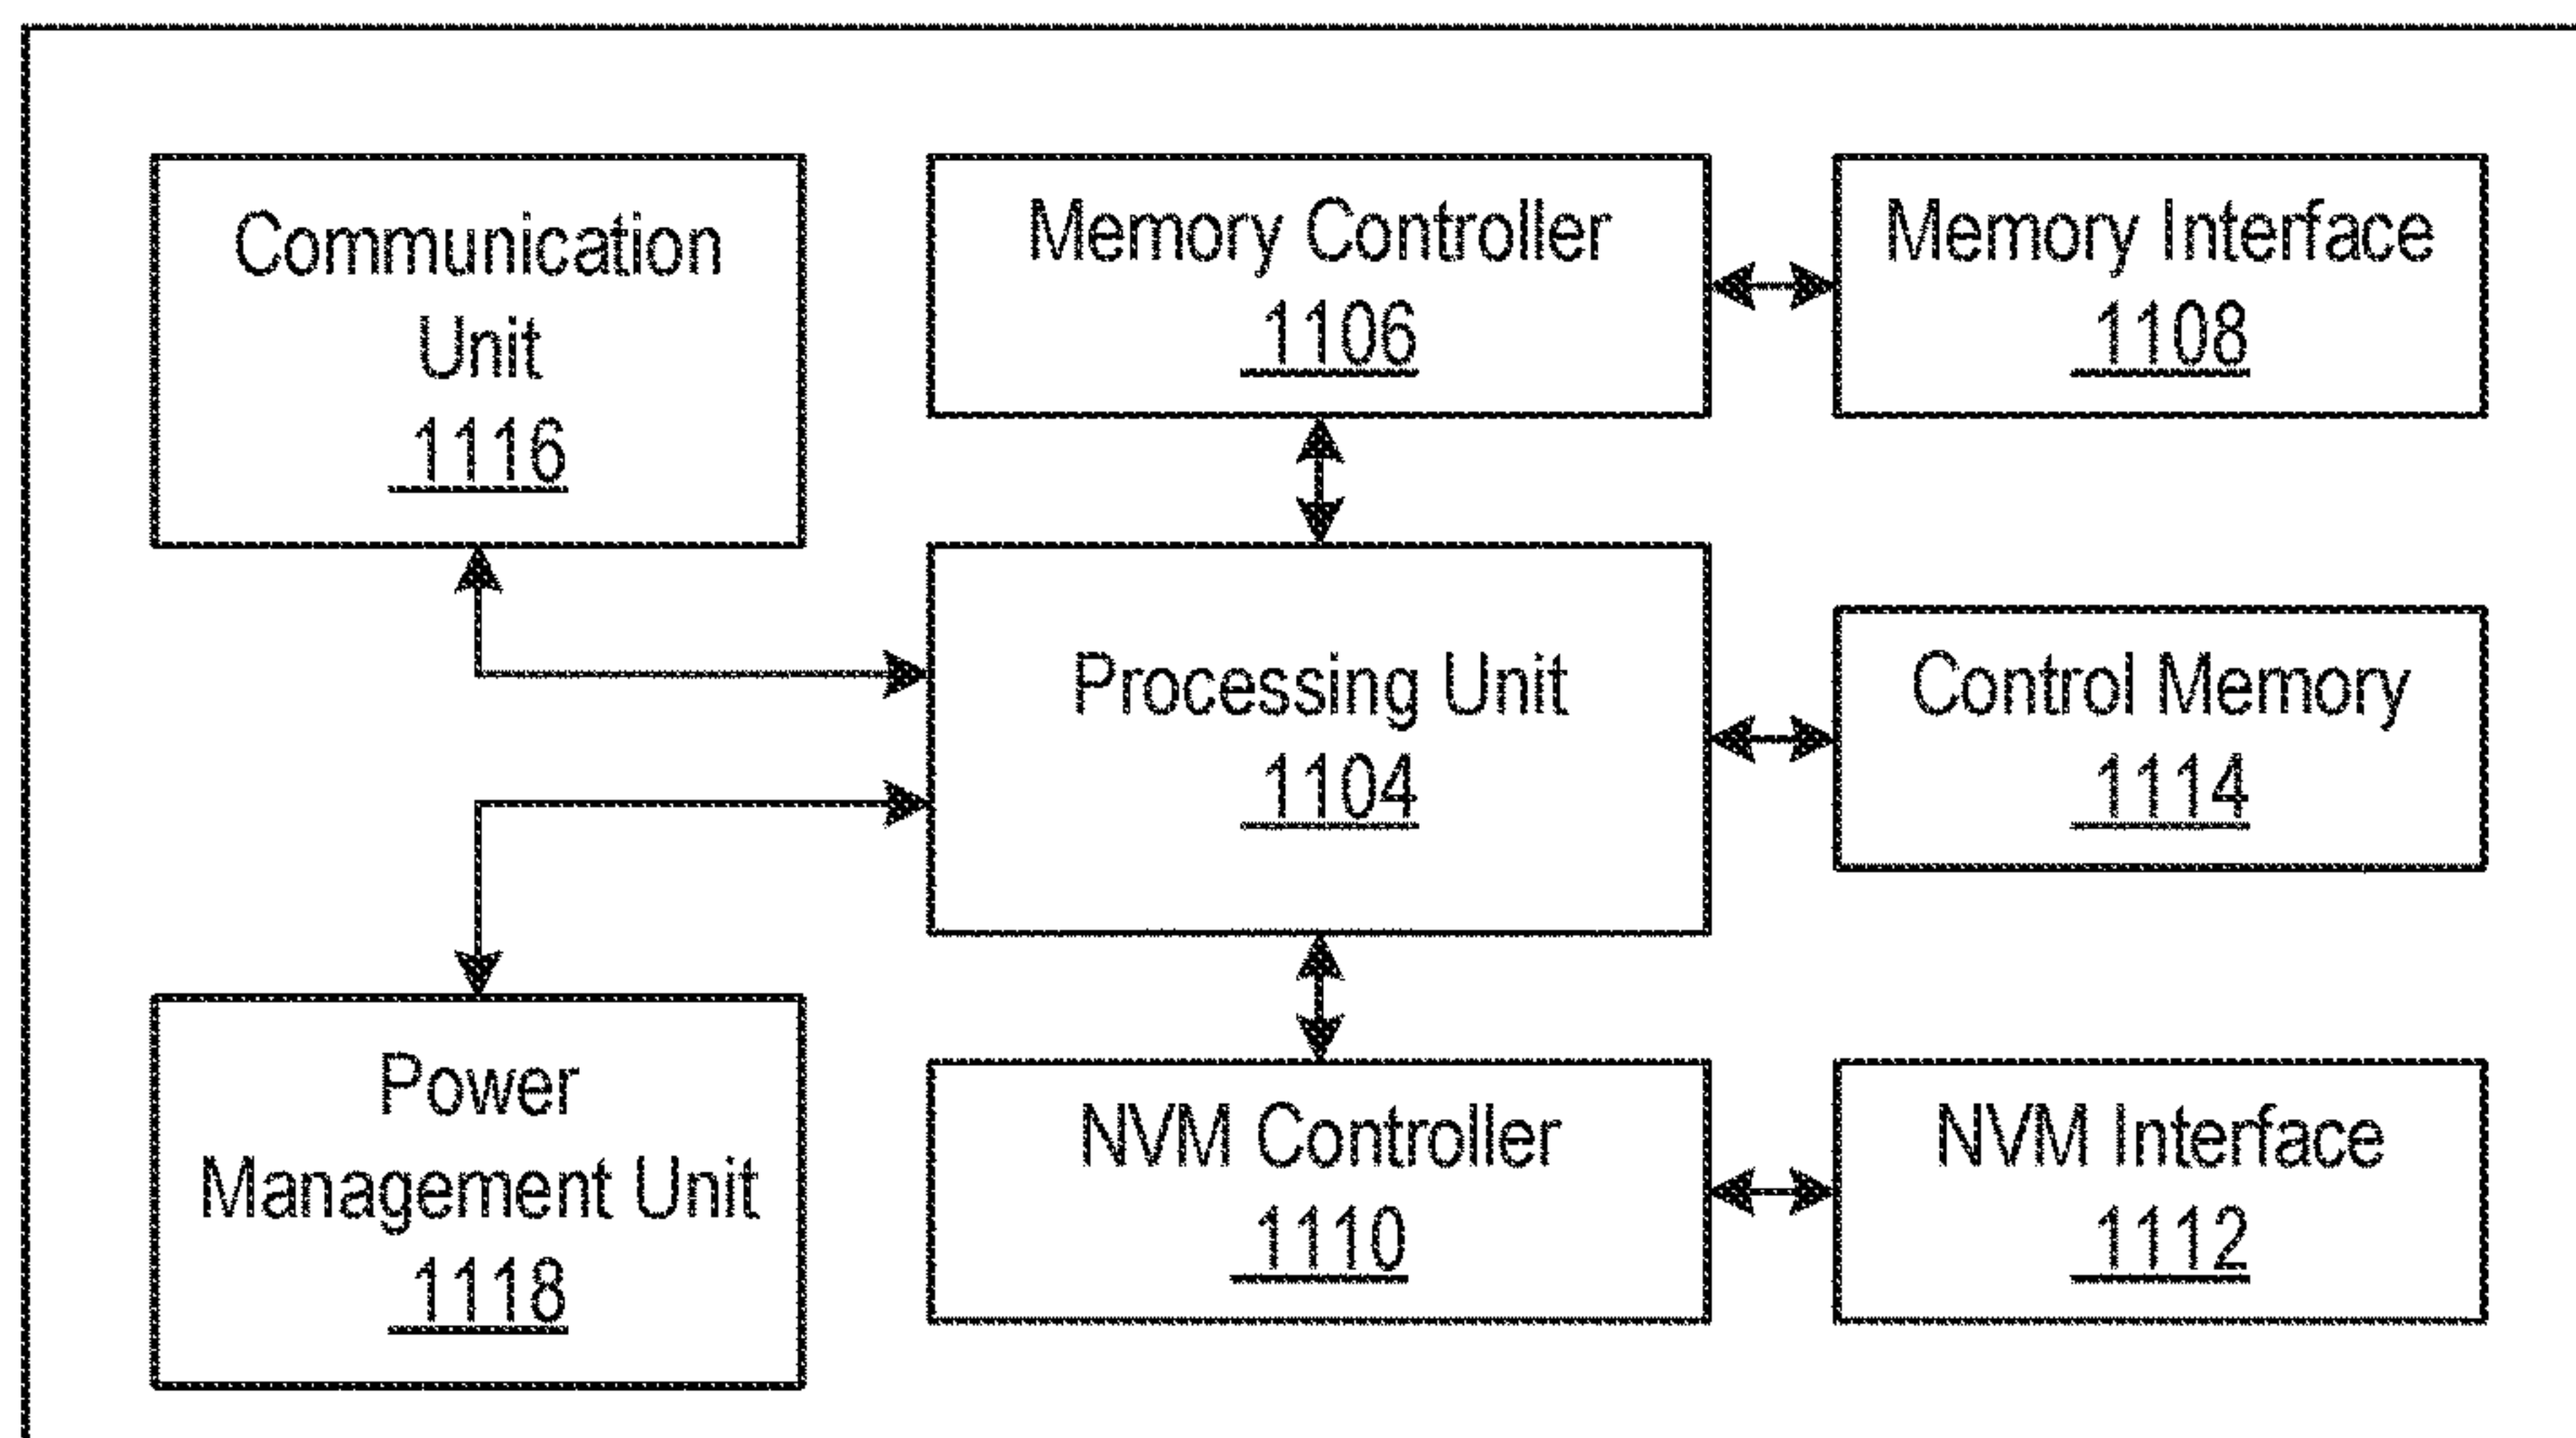 Communication
Unit
1116
Memory Controller
1106
Memory Interface
1108
Processing Unit
1104
Control Memory
1114
Power
Management Unit
1118
NVM Controller
1110
NVM Interface
1112